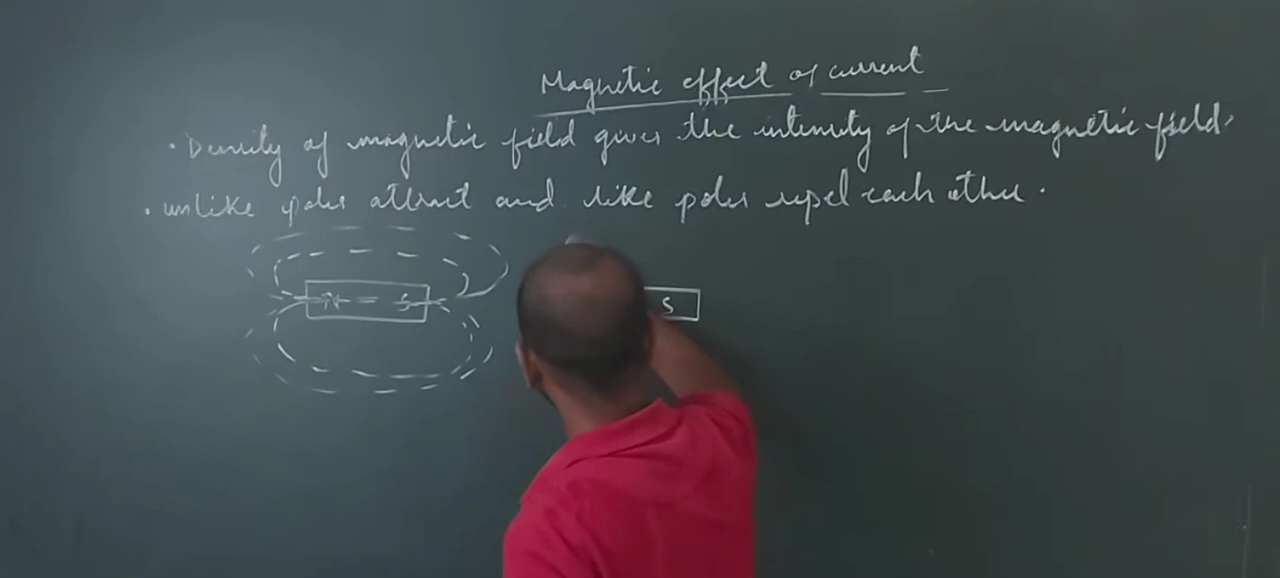 Magnetic effect of current
. Density of magnetic field gives the intensity of the magnetic field.
. unlike poles attract and like poles repel each other.
N S
S